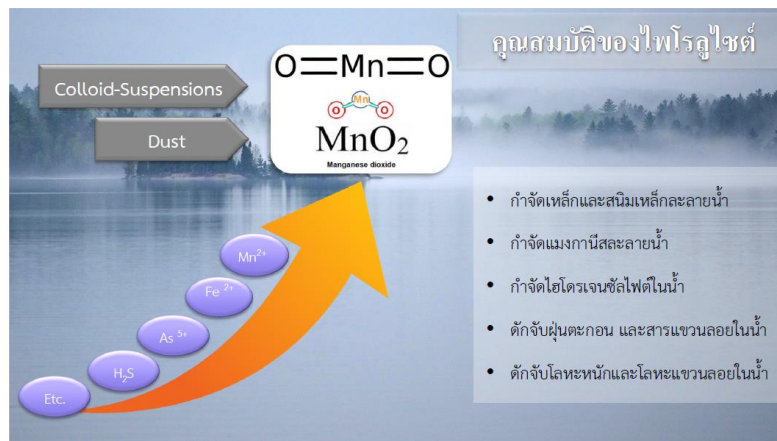 คุณสมบัติของไพโรลูไซต์
Colloid-Suspensions
Dust
O=Mn=O
O Mn O
MnO₂
Manganese dioxide
Mn²⁺
Fe ²⁺
As ⁵⁺
H₂S
Etc.
• กำจัดเหล็กและสนิมเหล็กละลายน้ำ
• กำจัดแมงกานีสละลายน้ำ
• กำจัดไฮโดรเจนซัลไฟต์ในน้ำ
• ดักจับฝุ่นตะกอน และสารแขวนลอยในน้ำ
• ดักจับโลหะหนักและโลหะแขวนลอยในน้ำ